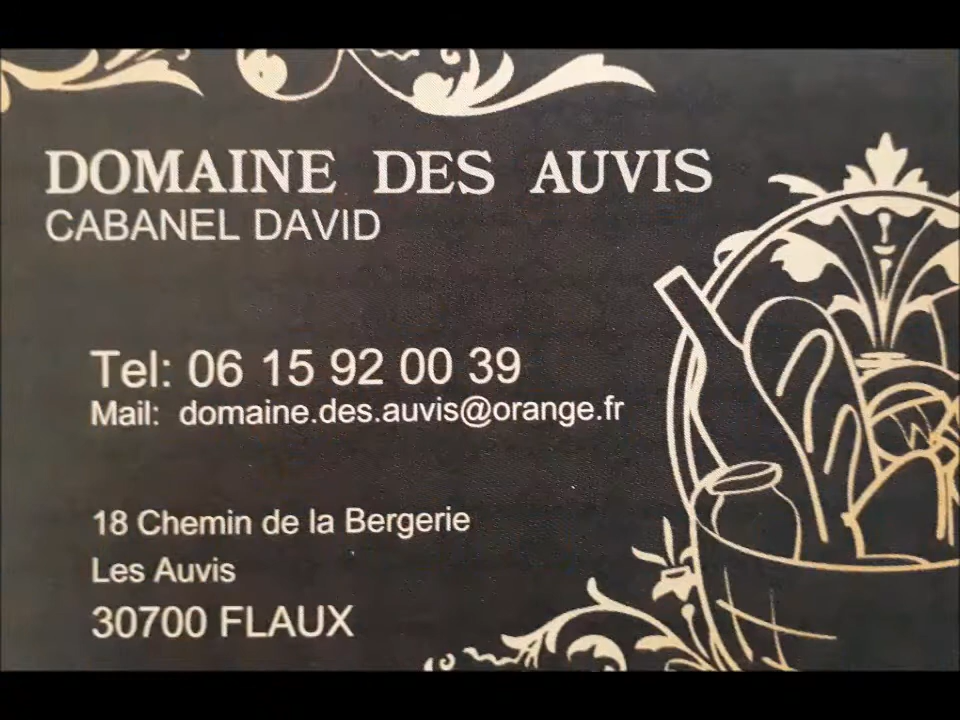 DOMAINE DES AUVIS
CABANEL DAVID
Tel: 06 15 92 00 39
Mail: domaine.des.auvis@orange.fr
18 Chemin de la Bergerie
Les Auvis
30700 FLAUX